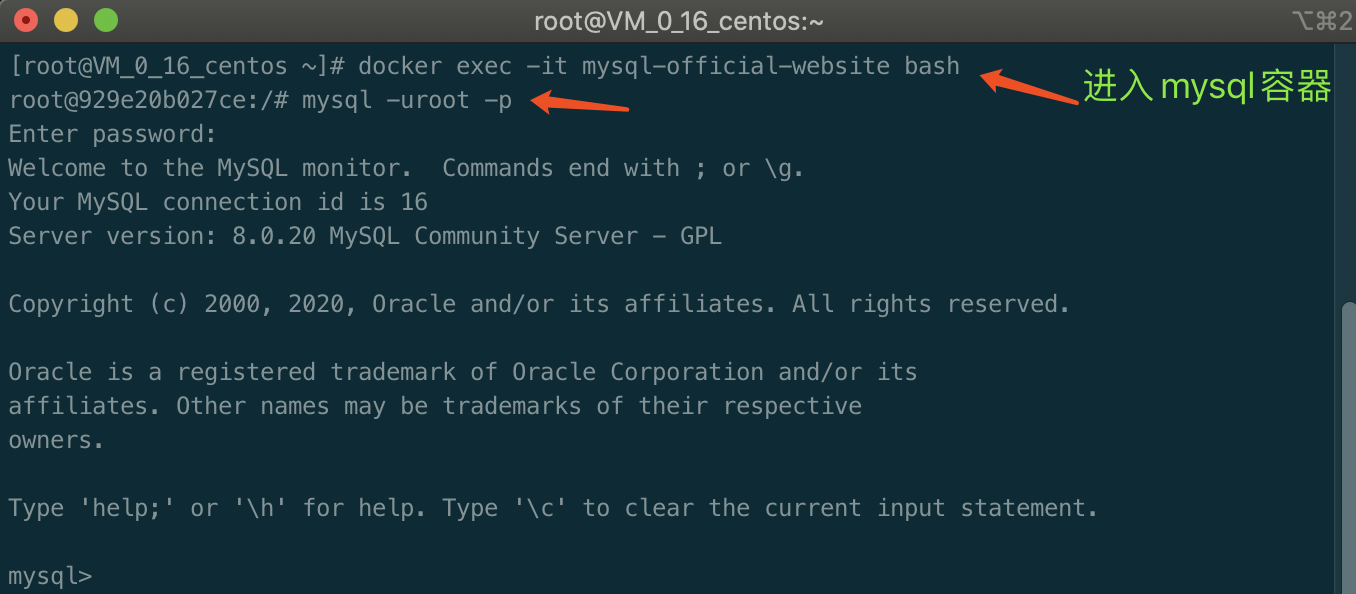 root@VM_0_16_centos:~
⌥⌘2
[root@VM_0_16_centos ~]# docker exec -it mysql-official-website bash
进入mysql容器
root@929e20b027ce:/# mysql -uroot -p
Enter password:
Welcome to the MySQL monitor.  Commands end with ; or \g.
Your MySQL connection id is 16
Server version: 8.0.20 MySQL Community Server - GPL
Copyright (c) 2000, 2020, Oracle and/or its affiliates. All rights reserved.
Oracle is a registered trademark of Oracle Corporation and/or its
affiliates. Other names may be trademarks of their respective
owners.
Type 'help;' or '\h' for help. Type '\c' to clear the current input statement.
mysql>